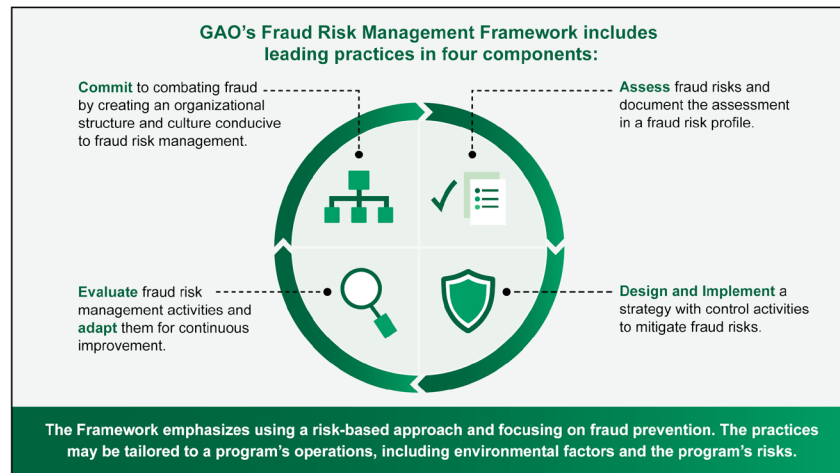 GAO's Fraud Risk Management Framework includes
leading practices in four components:
Commit to combating fraud
by creating an organizational
structure and culture conducive
to fraud risk management.
Assess fraud risks and
document the assessment
in a fraud risk profile.
Evaluate fraud risk
management activities and
adapt them for continuous
improvement.
Design and Implement a
strategy with control activities
to mitigate fraud risks.
The Framework emphasizes using a risk-based approach and focusing on fraud prevention. The practices
may be tailored to a program's operations, including environmental factors and the program's risks.